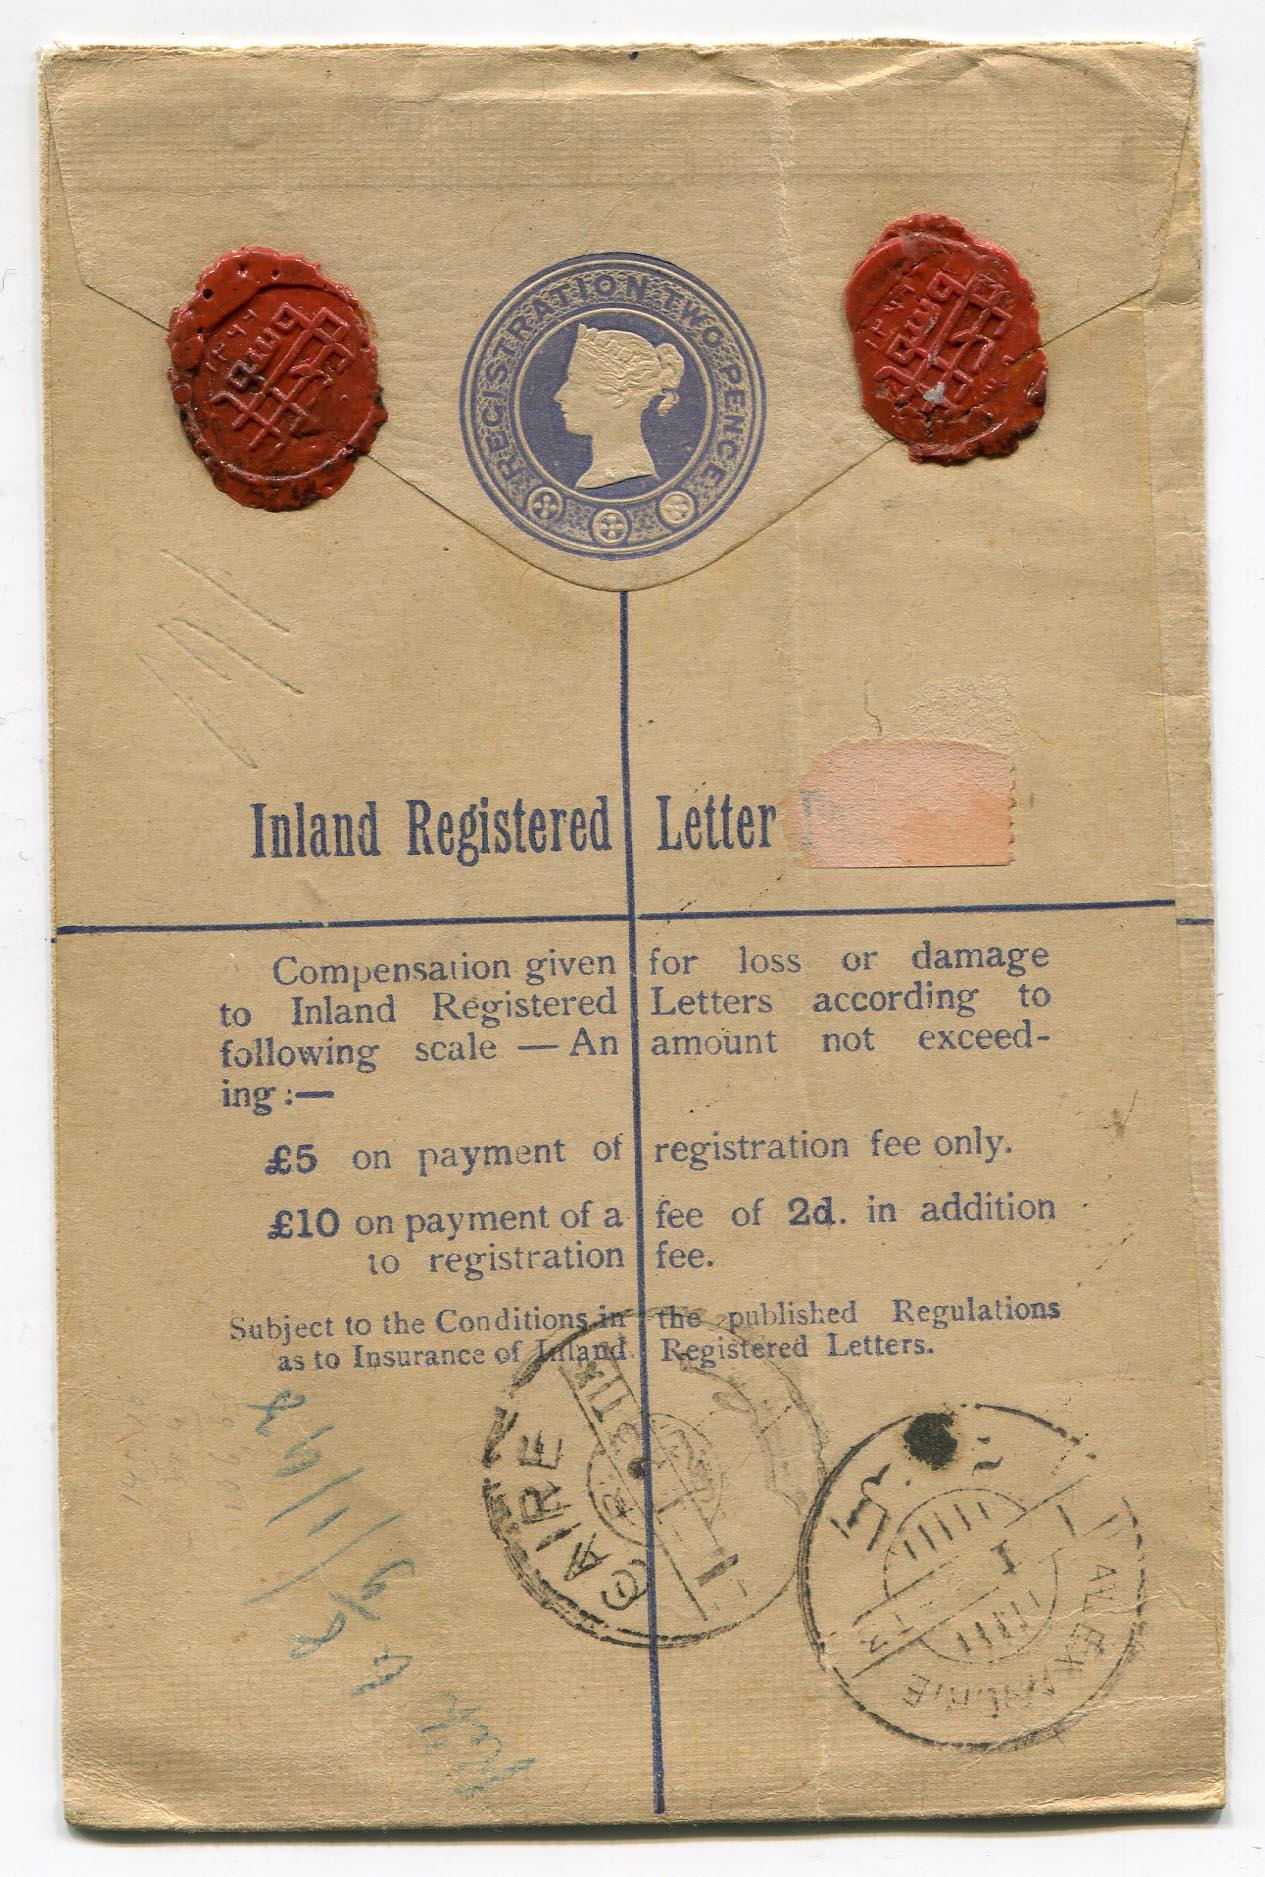 REGISTRATION TWO PENCE
Inland Registered Letter
Compensation given for loss or damage
to Inland Registered Letters according to
following scale — An amount not exceed-
ing :—
£5 on payment of registration fee only.
£10 on payment of a fee of 2d. in addition
to registration fee.
Subject to the Conditions in the published Regulations
as to Insurance of Inland Registered Letters.
CAIRE
ALEXANDRIE